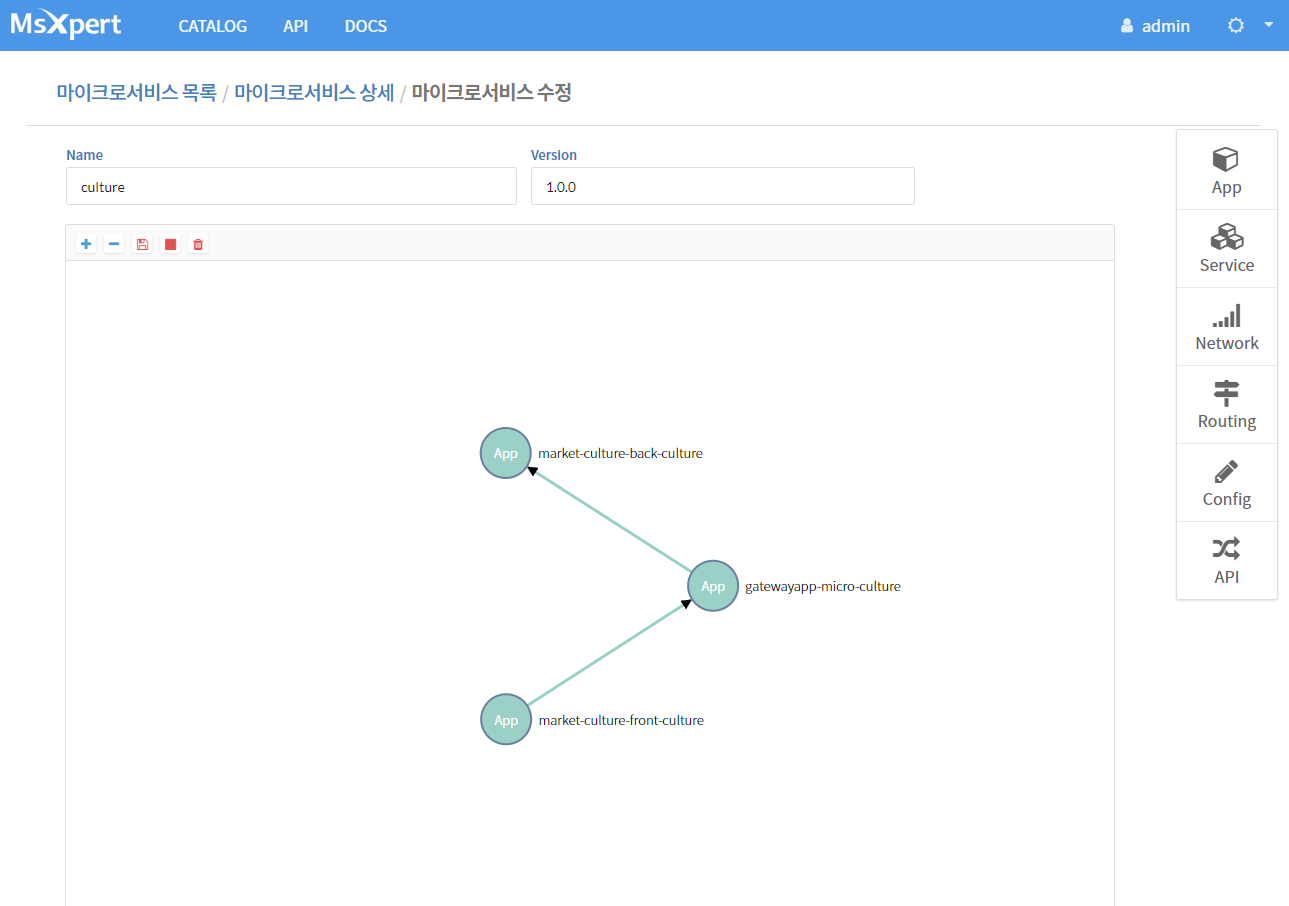 MsXpert CATALOG API DOCS admin
마이크로서비스 목록 / 마이크로서비스 상세 / 마이크로서비스 수정
Name Version
culture 1.0.0
App
Service
Network
Routing
Config
API
App market-culture-back-culture
App gatewayapp-micro-culture
App market-culture-front-culture